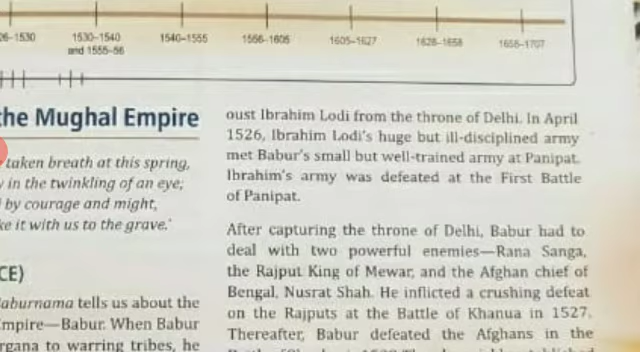 26-1530
1530-1540
and 1555-56
1540-1555
1556-1605
1605-1627
1628-1658
1658-1707
the Mughal Empire
taken breath at this spring,
in the twinkling of an eye;
by courage and might,
ke it with us to the grave.'
CE)
aburnama tells us about the
Empire—Babur. When Babur
rgana to warring tribes, he
oust Ibrahim Lodi from the throne of Delhi. In April
1526, Ibrahim Lodi's huge but ill-disciplined army
met Babur's small but well-trained army at Panipat.
Ibrahim's army was defeated at the First Battle
of Panipat.
After capturing the throne of Delhi, Babur had to
deal with two powerful enemies—Rana Sanga,
the Rajput King of Mewar, and the Afghan chief of
Bengal, Nusrat Shah. He inflicted a crushing defeat
on the Rajputs at the Battle of Khanua in 1527.
Thereafter, Babur defeated the Afghans in the